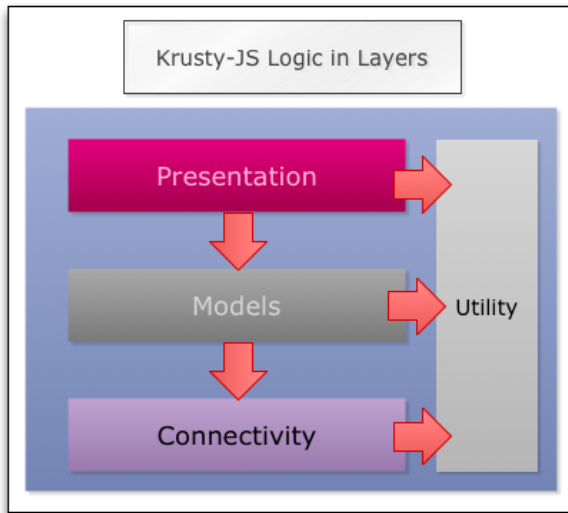 Krusty-JS Logic in Layers
Presentation
Models
Utility
Connectivity